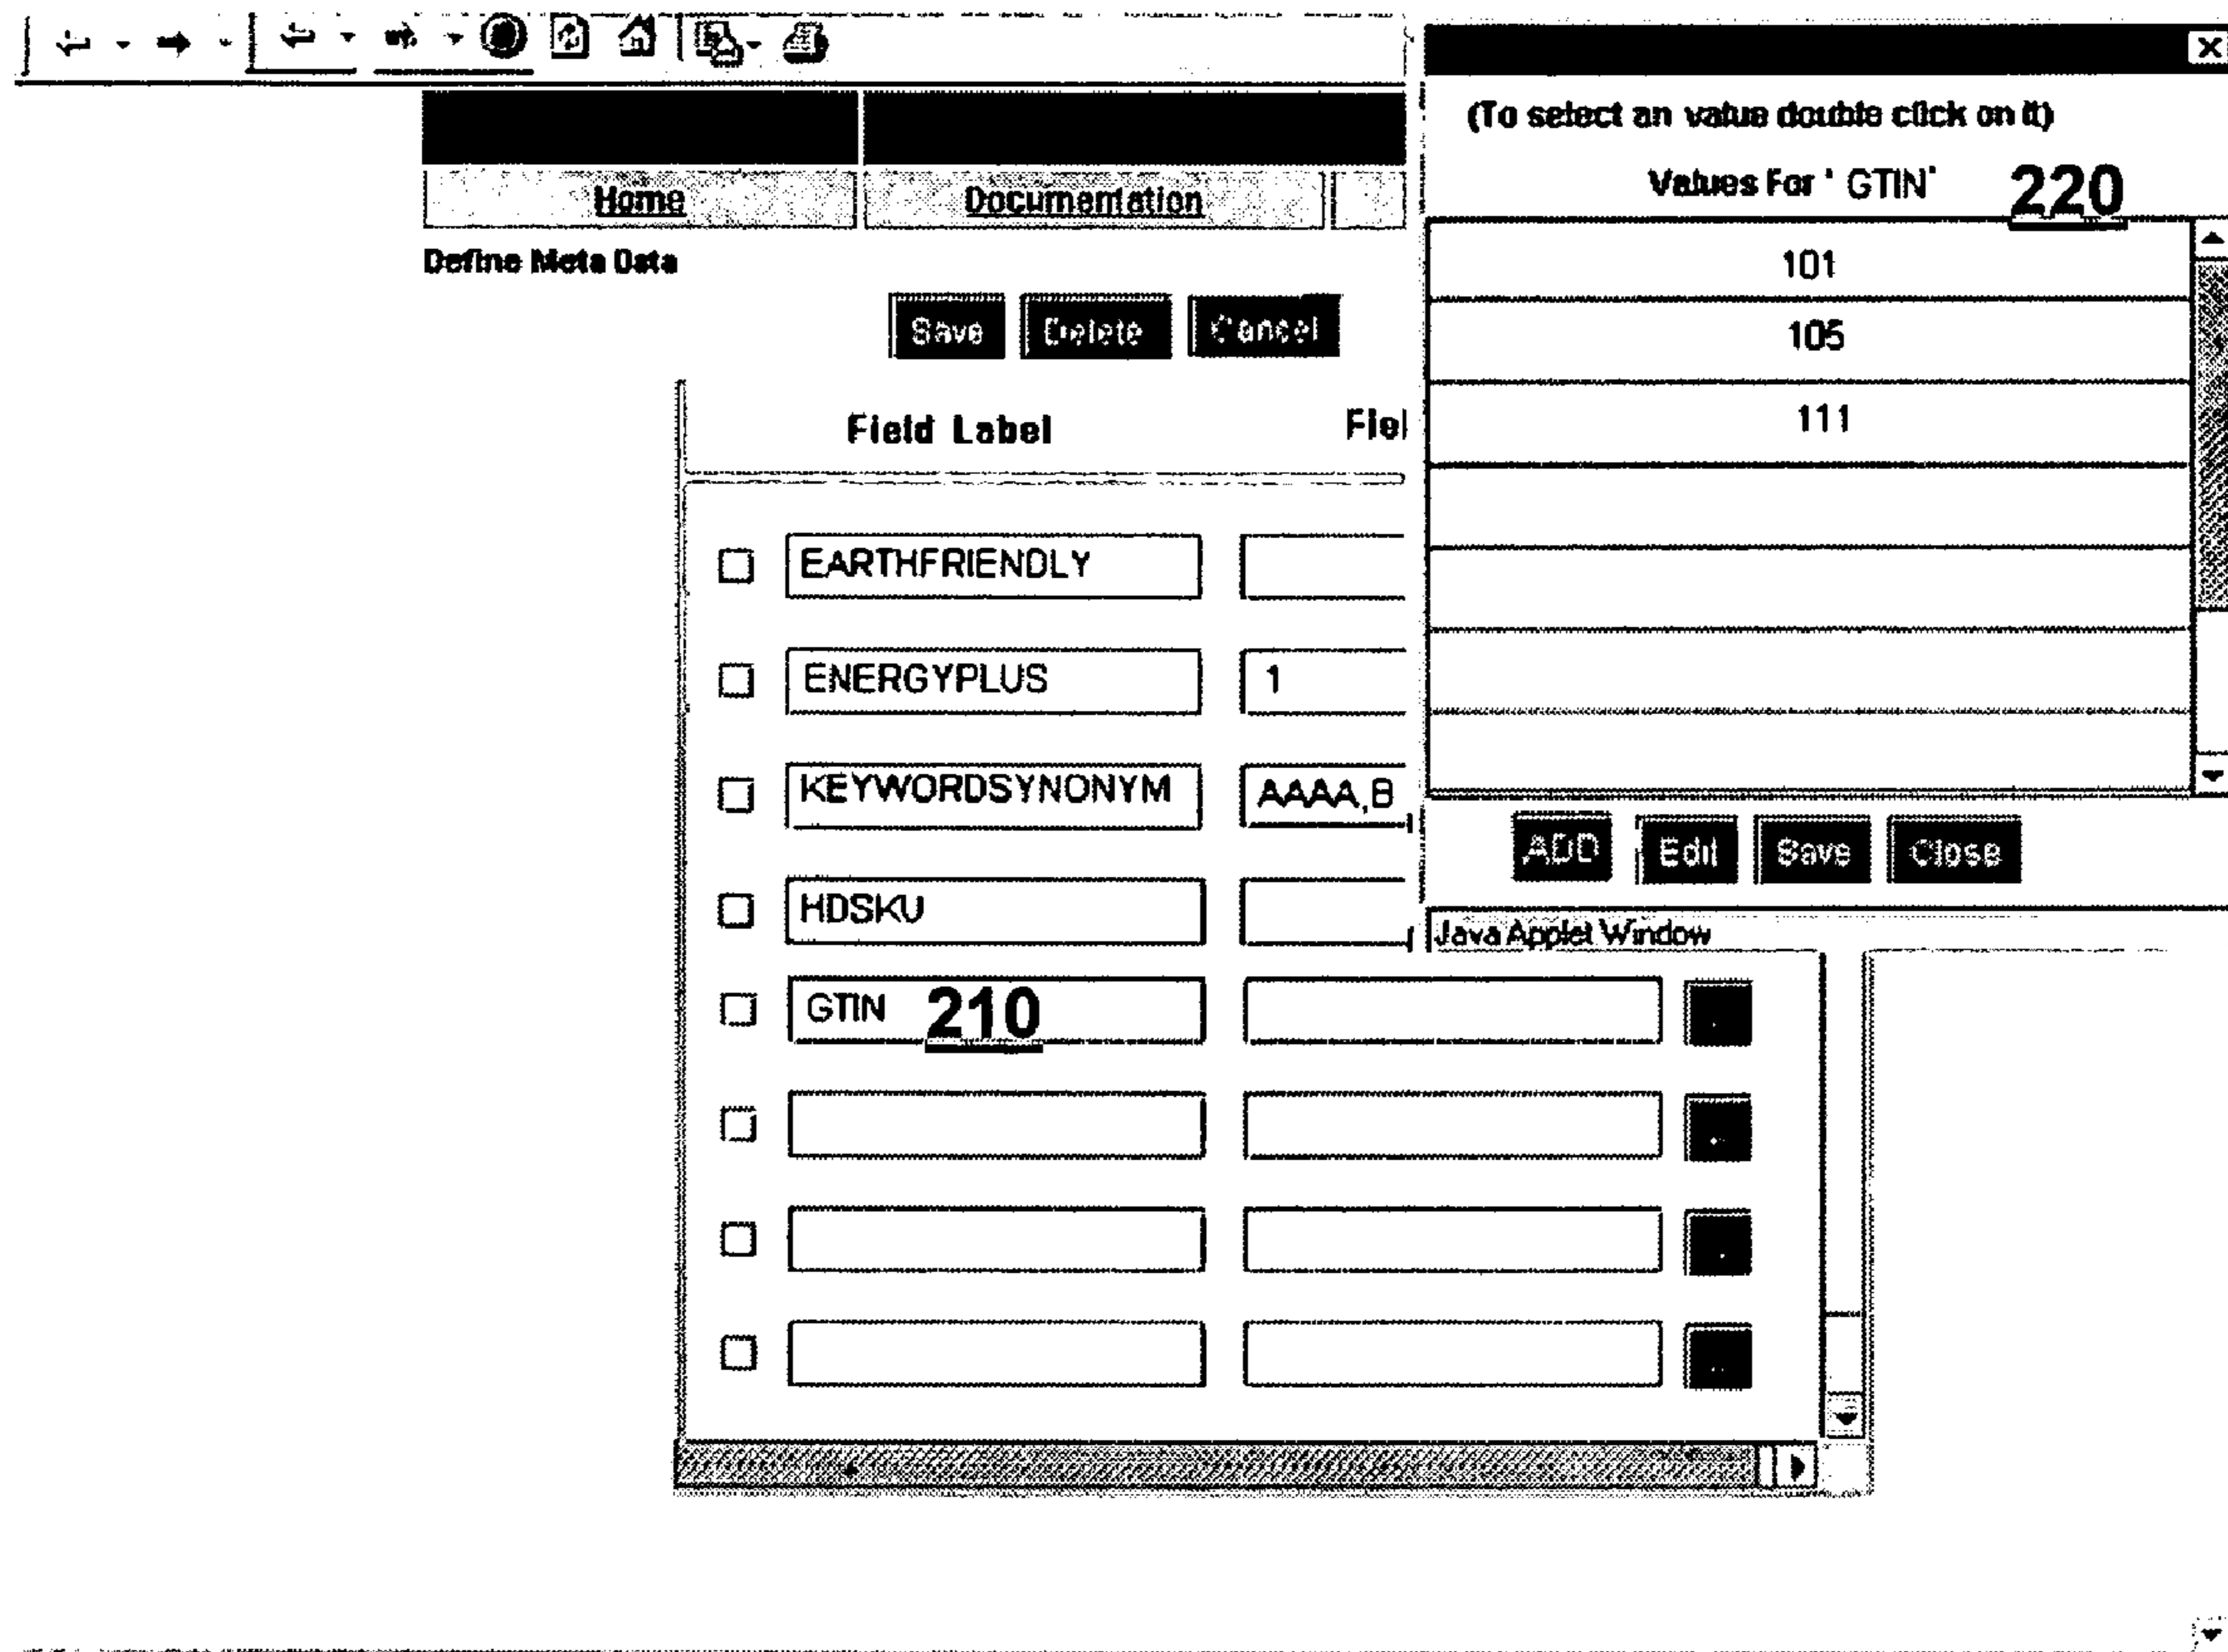 Home
Documentation
Define Meta Data
Save Delete Cancel
Field Label
Fiel
EARTHFRIENDLY
ENERGYPLUS 1
KEYWORDSYNONYM AAAA,B
HDSKU
GTIN 210
(To select an value double click on it)
Values For ' GTIN' 220
101
105
111
ADD Edit Save Close
Java Applet Window